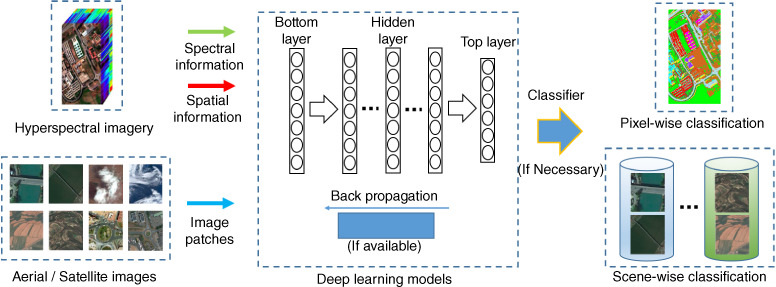 Hyperspectral imagery
Spectral
information
Spatial
information
Aerial / Satellite images
Image
patches
Bottom
layer
Hidden
layer
Top layer
Back propagation
(If available)
Deep learning models
Classifier
(If Necessary)
Pixel-wise classification
Scene-wise classification